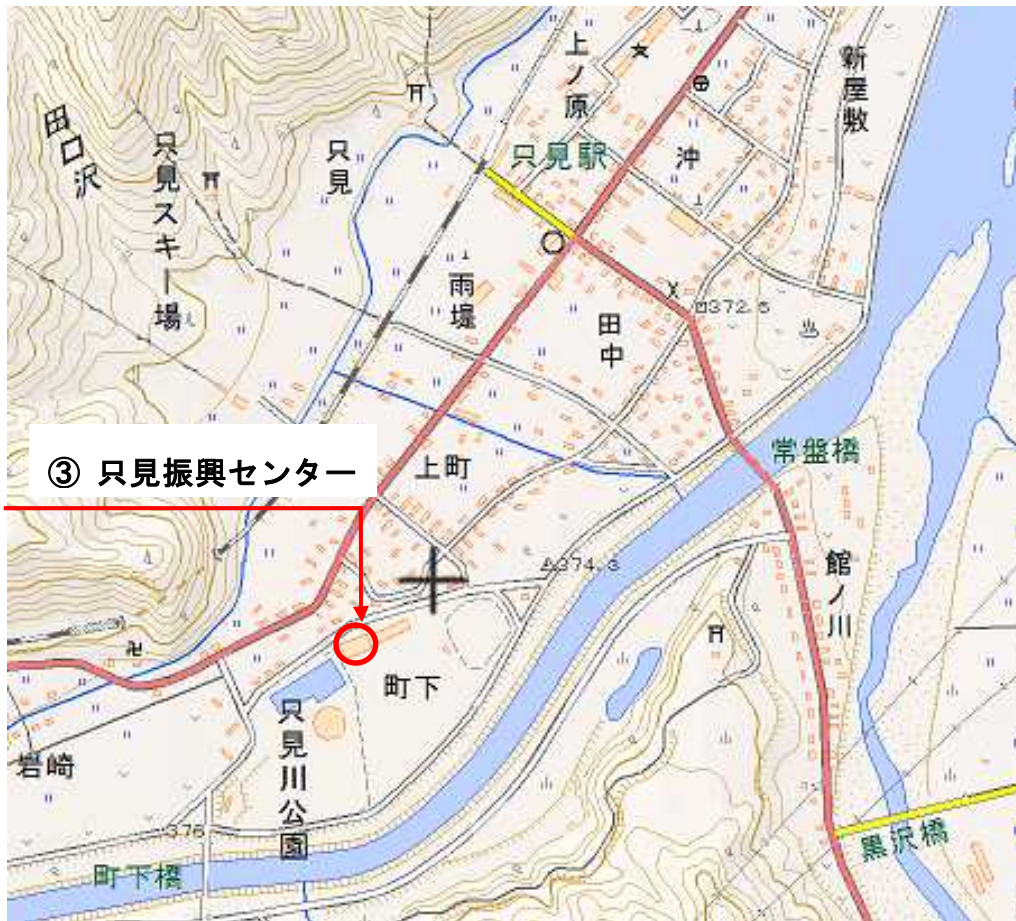 上ノ原
新屋敷
田口沢
只見スキー場
只見
只見駅
沖
雨堤
田中
372.5
常盤橋
③ 只見振興センター
上町
374.3
館ノ川
町下
只見川公園
岩崎
376
町下橋
黒沢橋